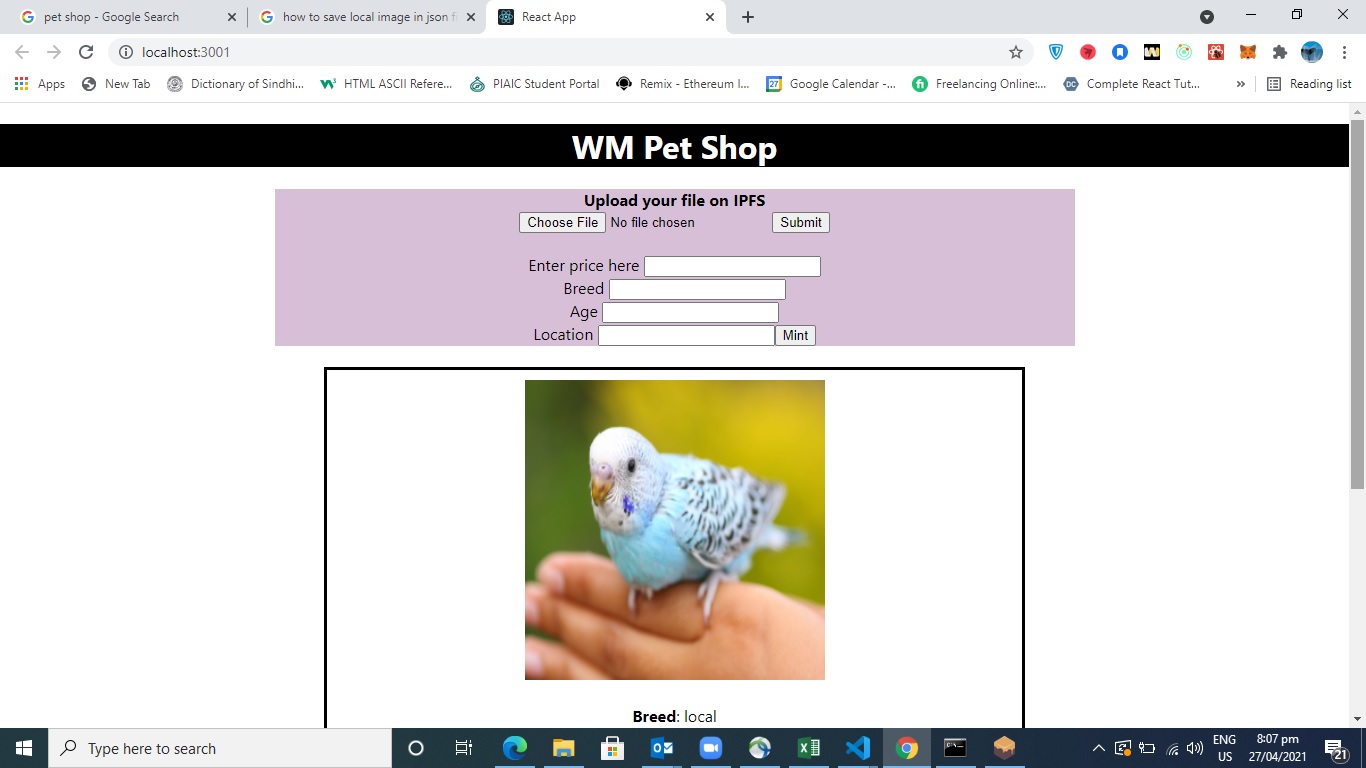 pet shop - Google Search
how to save local image in json fi
React App
localhost:3001
Apps
New Tab
Dictionary of Sindhi...
HTML ASCII Refere...
PIAIC Student Portal
Remix - Ethereum I...
27
Google Calendar -...
Freelancing Online:...
DC
Complete React Tut...
»
Reading list
WM Pet Shop
Upload your file on IPFS
Choose File No file chosen Submit
Enter price here
Breed
Age
Location Mint
Breed: local
Type here to search
ENG
US
8:07 pm
27/04/2021
21